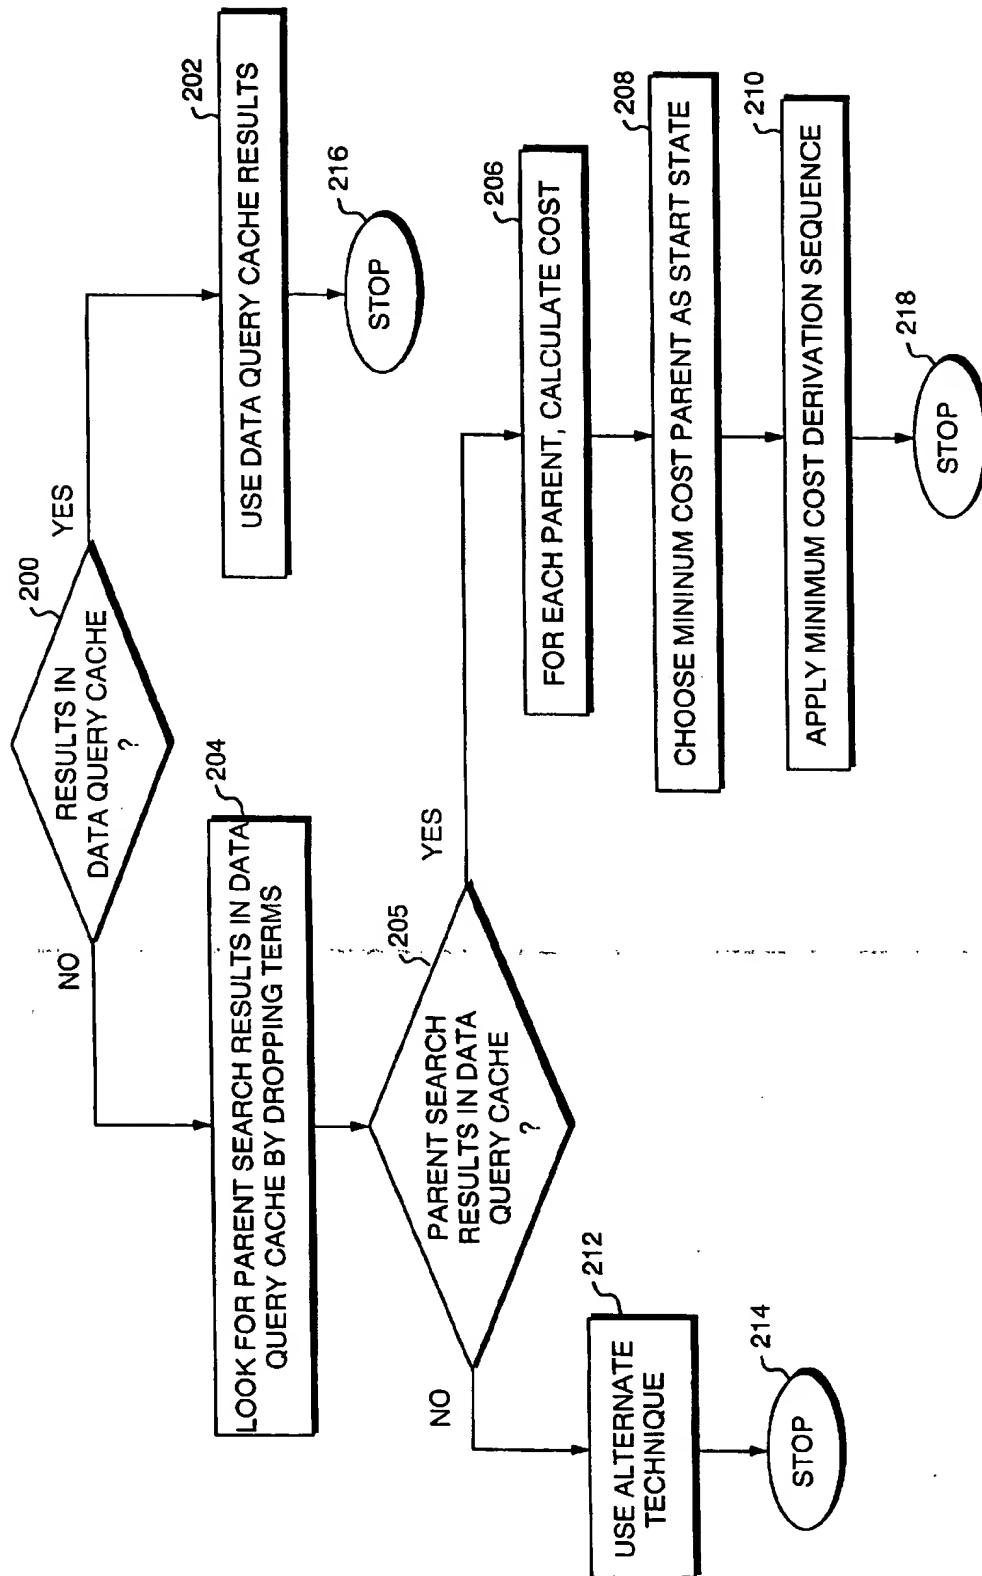 200
RESULTS IN
DATA QUERY CACHE
?
YES
NO
202
USE DATA QUERY CACHE RESULTS
216
STOP
204
LOOK FOR PARENT SEARCH RESULTS IN DATA
QUERY CACHE BY DROPPING TERMS
205
PARENT SEARCH
RESULTS IN DATA
QUERY CACHE
?
YES
NO
206
FOR EACH PARENT, CALCULATE COST
208
CHOOSE MININUM COST PARENT AS START STATE
210
APPLY MINIMUM COST DERIVATION SEQUENCE
218
STOP
212
USE ALTERNATE
TECHNIQUE
214
STOP